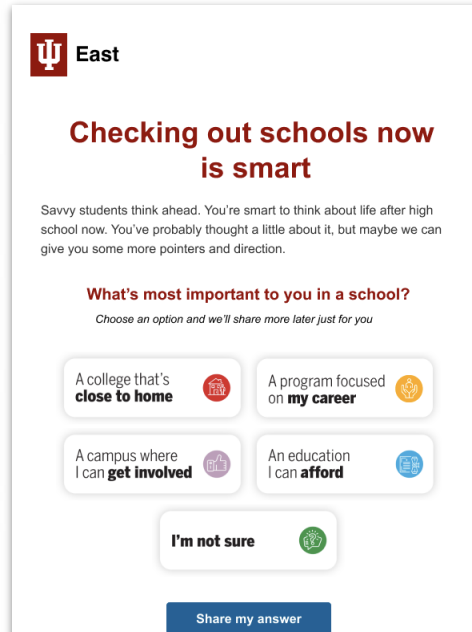 East
Checking out schools now
is smart
Savvy students think ahead. You're smart to think about life after high
school now. You've probably thought a little about it, but maybe we can
give you some more pointers and direction.
What's most important to you in a school?
Choose an option and we'll share more later just for you
A college that's
close to home
A program focused
on my career
A campus where
I can get involved
An education
I can afford
I'm not sure
Share my answer